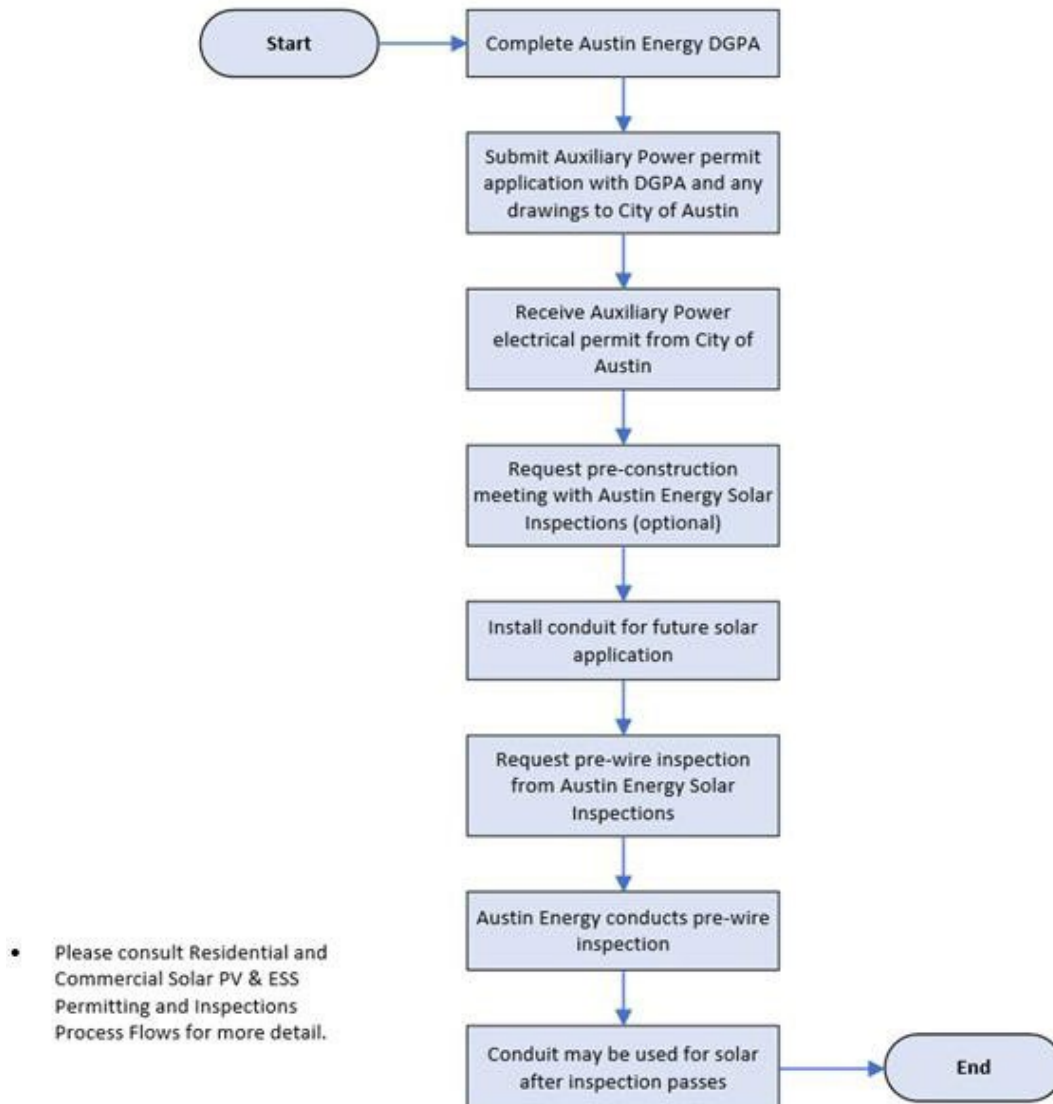 Start
Complete Austin Energy DGPA
Submit Auxiliary Power permit
application with DGPA and any
drawings to City of Austin
Receive Auxiliary Power
electrical permit from City of
Austin
Request pre-construction
meeting with Austin Energy Solar
Inspections (optional)
Install conduit for future solar
application
Request pre-wire inspection
from Austin Energy Solar
Inspections
Austin Energy conducts pre-wire
inspection
• Please consult Residential and
Commercial Solar PV & ESS
Permitting and Inspections
Process Flows for more detail.
Conduit may be used for solar
after inspection passes
End